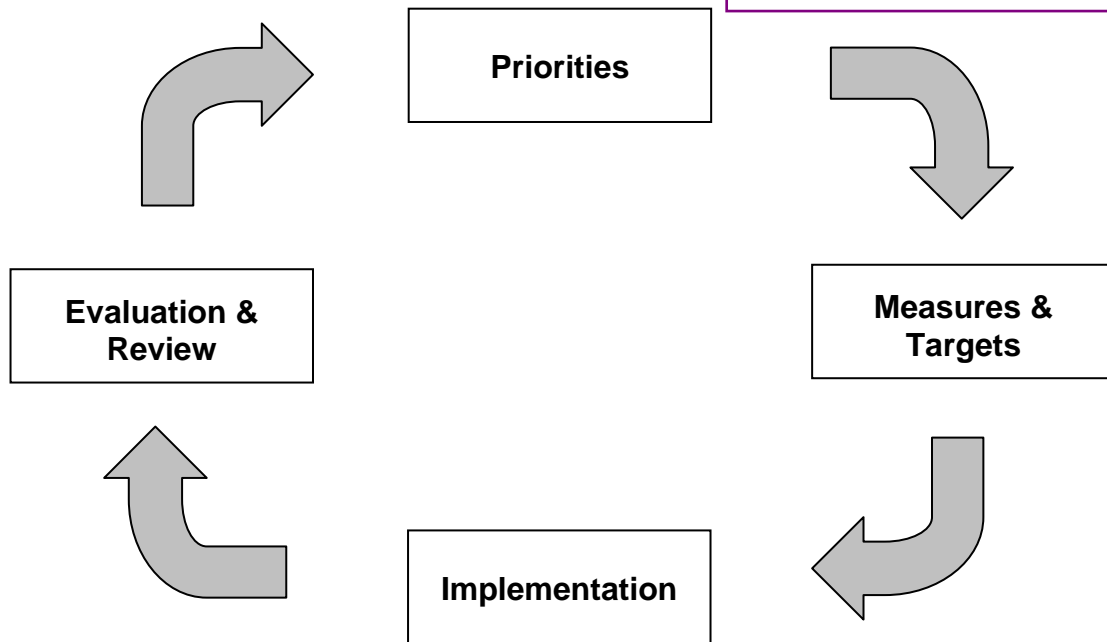 Priorities
Evaluation &
Review
Measures &
Targets
Implementation